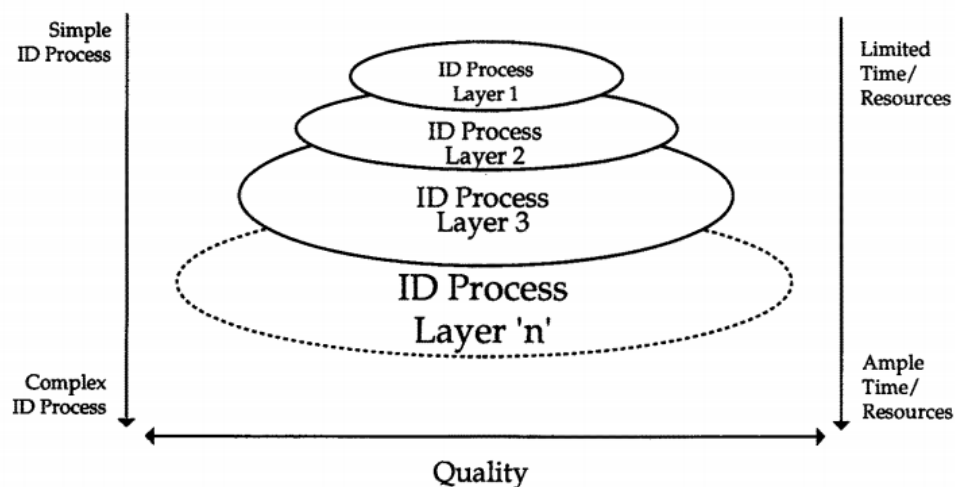 Simple
ID Process
Limited
Time/
Resources
ID Process
Layer 1
ID Process
Layer 2
ID Process
Layer 3
ID Process
Layer 'n'
Complex
ID Process
Ample
Time/
Resources
Quality